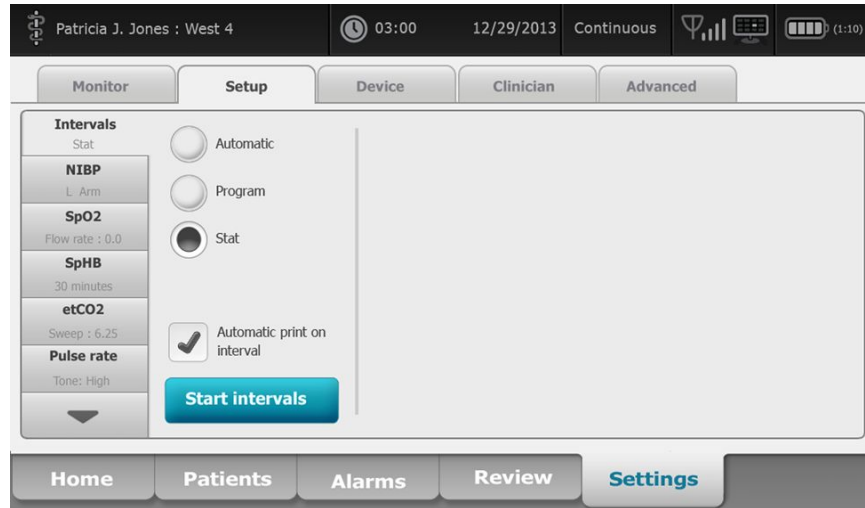 Patricia J. Jones : West 4
03:00
12/29/2013
Continuous
(1:10)
Monitor
Setup
Device
Clinician
Advanced
Intervals
Stat
NIBP
L Arm
SpO2
Flow rate : 0.0
SpHB
30 minutes
etCO2
Sweep : 6.25
Pulse rate
Tone: High
Automatic
Program
Stat
Automatic print on
interval
Start intervals
Home
Patients
Alarms
Review
Settings